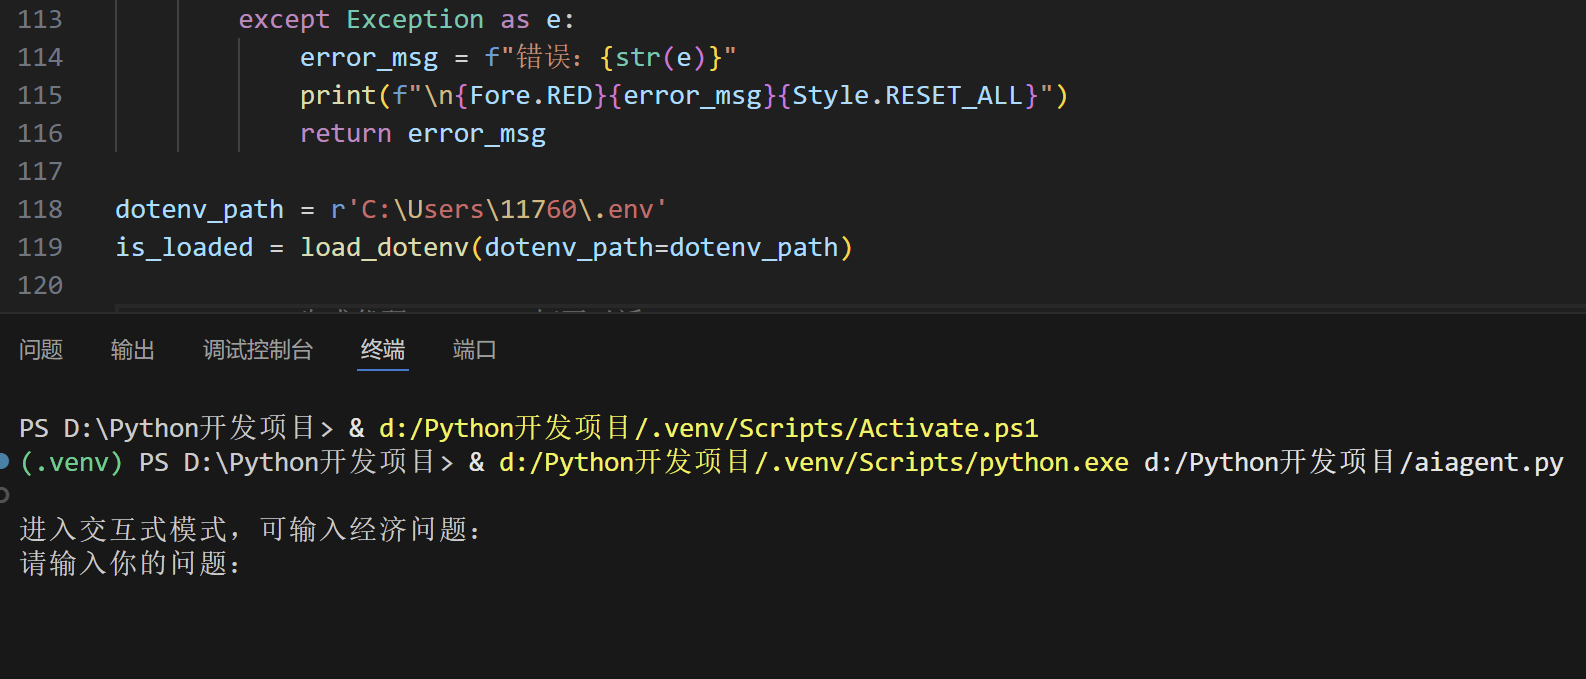 113 except Exception as e:
114 error_msg = f"错误: {str(e)}"
115 print(f"\n{Fore.RED}{error_msg}{Style.RESET_ALL}")
116 return error_msg
117
118 dotenv_path = r'C:\Users\11760\.env'
119 is_loaded = load_dotenv(dotenv_path=dotenv_path)
120
问题 输出 调试控制台 终端 端口
PS D:\Python开发项目> & d:/Python开发项目/.venv/Scripts/Activate.ps1
(.venv) PS D:\Python开发项目> & d:/Python开发项目/.venv/Scripts/python.exe d:/Python开发项目/aiagent.py
进入交互式模式，可输入经济问题:
请输入你的问题: